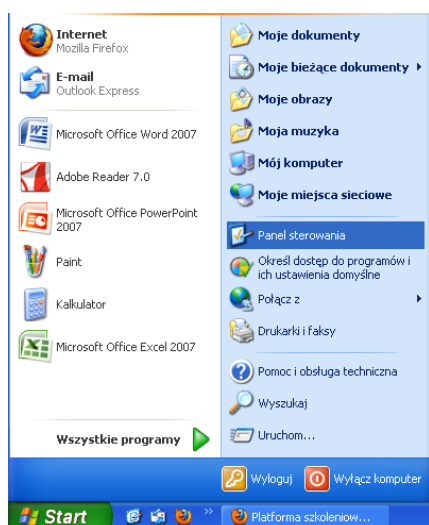 Internet
Mozilla Firefox
E-mail
Outlook Express
Microsoft Office Word 2007
Adobe Reader 7.0
Microsoft Office PowerPoint
2007
Paint
Kalkulator
Microsoft Office Excel 2007
Wszystkie programy
Moje dokumenty
Moje bieżące dokumenty
Moje obrazy
Moja muzyka
Mój komputer
Moje miejsca sieciowe
Panel sterowania
Określ dostęp do programów i
ich ustawienia domyślne
Połącz z
Drukarki i faksy
Pomoc i obsługa techniczna
Wyszukaj
Uruchom...
Wyloguj Wyłącz komputer
Start Platforma szkoleniow...